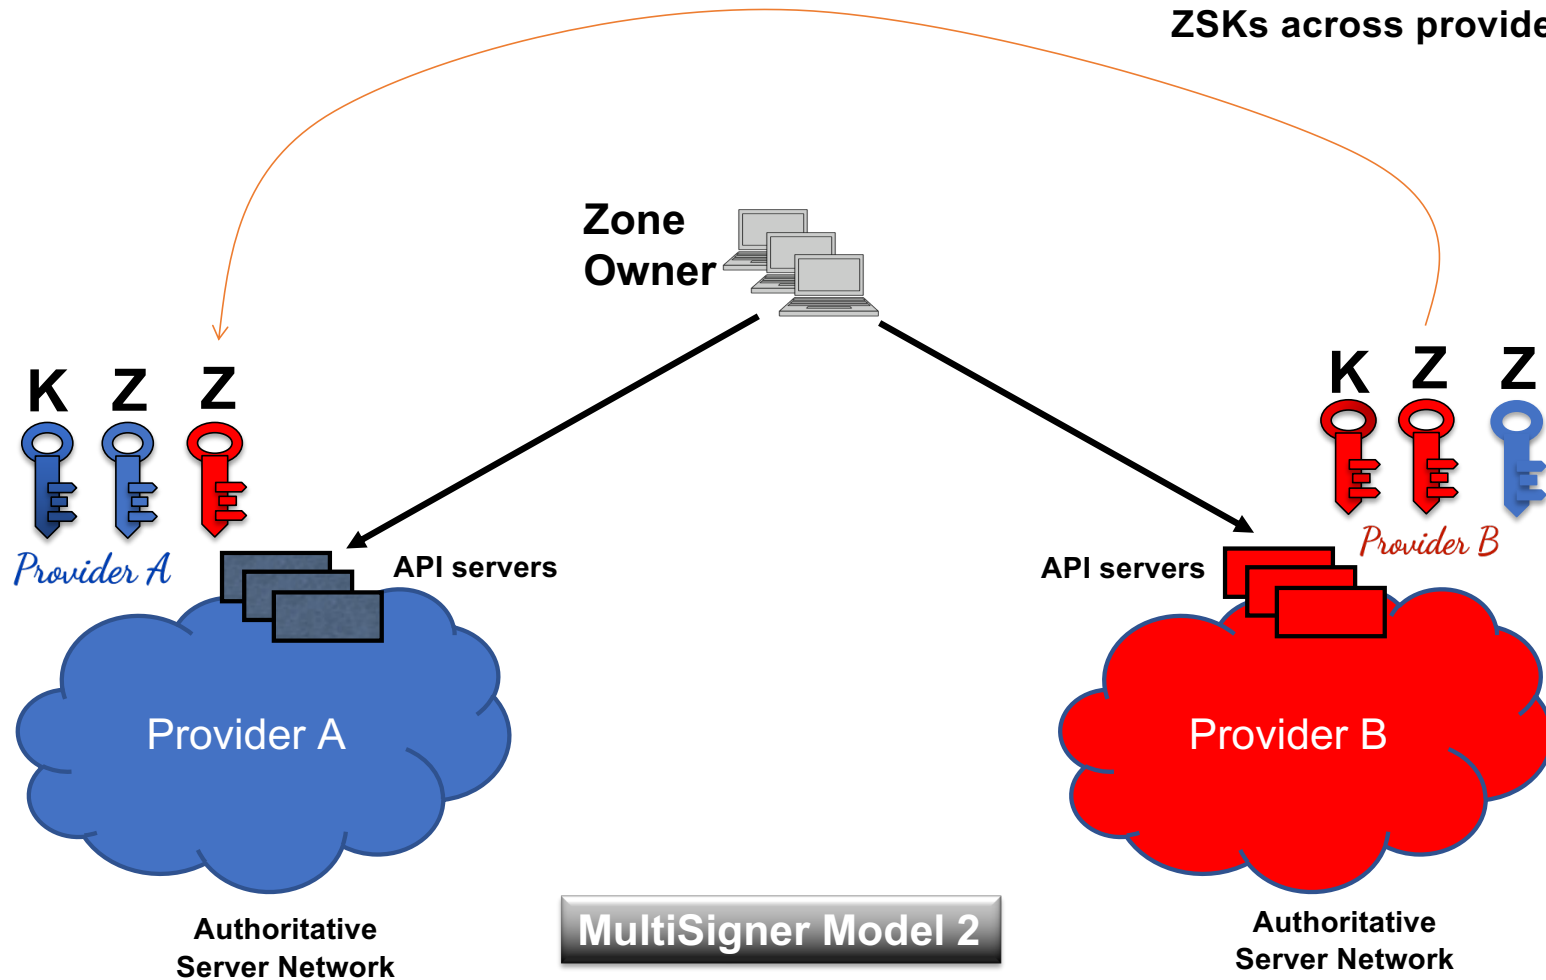 ZSKs across provide
Zone
Owner
K Z Z
K Z Z
Provider A
API servers
API servers
Provider B
Provider A
Provider B
Authoritative
Server Network
MultiSigner Model 2
Authoritative
Server Network